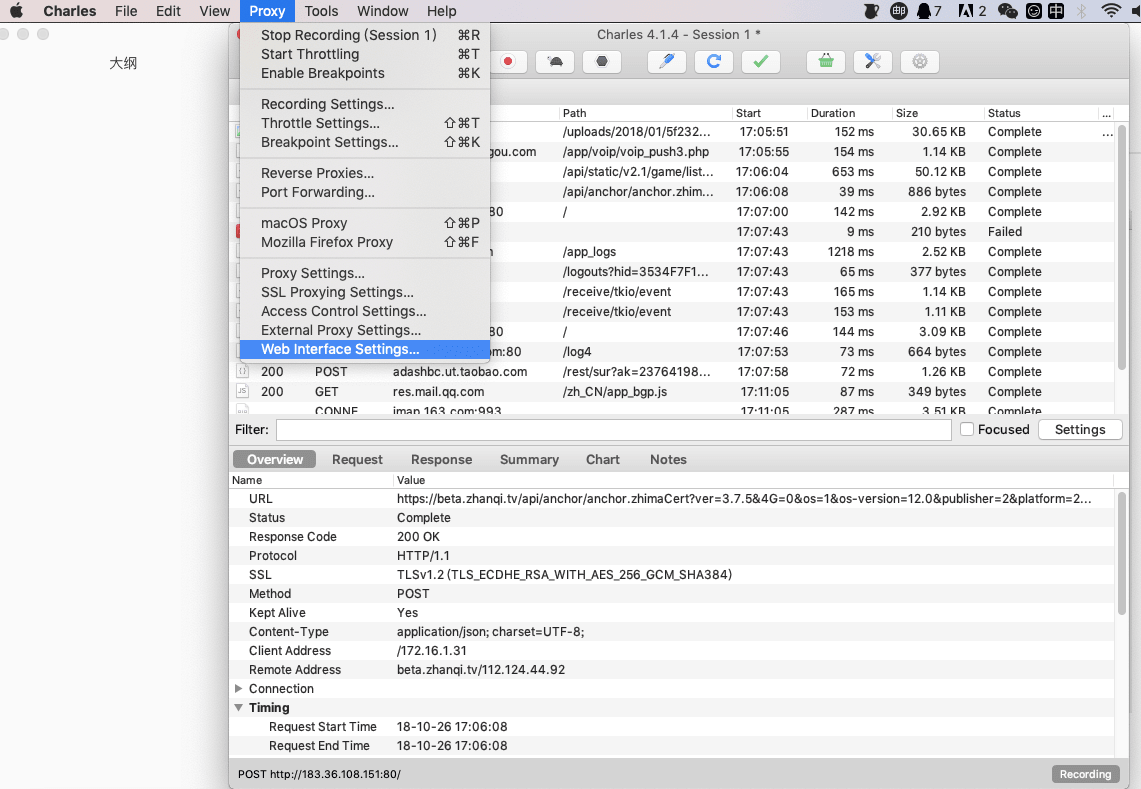 Charles File Edit View Proxy Tools Window Help 7 2 中
大纲
Charles 4.1.4 - Session 1 *
Stop Recording (Session 1) ⌘R
Start Throttling ⌘T
Enable Breakpoints ⌘K
Recording Settings...
Throttle Settings... ⇧⌘T
Breakpoint Settings... ⇧⌘K
Reverse Proxies...
Port Forwarding...
macOS Proxy ⇧⌘P
Mozilla Firefox Proxy ⇧⌘F
Proxy Settings...
SSL Proxying Settings...
Access Control Settings...
External Proxy Settings...
Web Interface Settings...
Path Start Duration Size Status ...
/uploads/2018/01/5f232... 17:05:51 152 ms 30.65 KB Complete ...
gou.com /app/voip/voip_push3.php 17:05:55 154 ms 1.14 KB Complete
/api/static/v2.1/game/list... 17:06:04 653 ms 50.12 KB Complete
/api/anchor/anchor.zhim... 17:06:08 39 ms 886 bytes Complete
80 / 17:07:00 142 ms 2.92 KB Complete
17:07:43 9 ms 210 bytes Failed
/app_logs 17:07:43 1218 ms 2.52 KB Complete
/logouts?hid=3534F7F1... 17:07:43 65 ms 377 bytes Complete
/receive/tkio/event 17:07:43 165 ms 1.14 KB Complete
/receive/tkio/event 17:07:43 153 ms 1.11 KB Complete
80 / 17:07:46 144 ms 3.09 KB Complete
om:80 /log4 17:07:53 73 ms 664 bytes Complete
200 POST adashbc.ut.taobao.com /rest/sur?ak=23764198... 17:07:58 72 ms 1.26 KB Complete
200 GET res.mail.qq.com /zh_CN/app_bgp.js 17:11:05 87 ms 349 bytes Complete
CONNE imap.163.com:993 17:11:05 287 ms 3.51 KB Complete
Filter: Focused Settings
Overview Request Response Summary Chart Notes
Name Value
URL https://beta.zhanqi.tv/api/anchor/anchor.zhimaCert?ver=3.7.5&4G=0&os=1&os-version=12.0&publisher=2&platform=2...
Status Complete
Response Code 200 OK
Protocol HTTP/1.1
SSL TLSv1.2 (TLS_ECDHE_RSA_WITH_AES_256_GCM_SHA384)
Method POST
Kept Alive Yes
Content-Type application/json; charset=UTF-8;
Client Address /172.16.1.31
Remote Address beta.zhanqi.tv/112.124.44.92
Connection
Timing
Request Start Time 18-10-26 17:06:08
Request End Time 18-10-26 17:06:08
POST http://183.36.108.151:80/ Recording